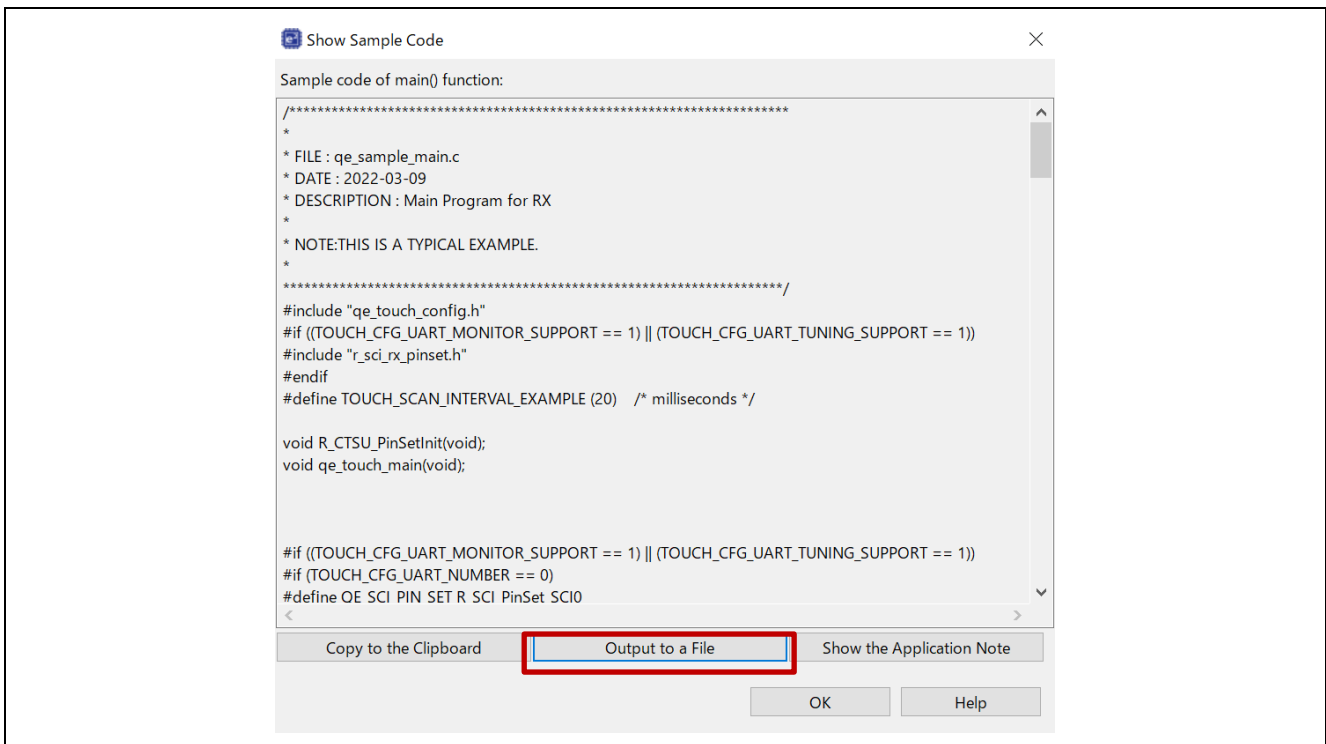 Show Sample Code
Sample code of main() function:
/***********************************************************************
*
* FILE : qe_sample_main.c
* DATE : 2022-03-09
* DESCRIPTION : Main Program for RX
*
* NOTE:THIS IS A TYPICAL EXAMPLE.
*
***********************************************************************/
#include "qe_touch_config.h"
#if ((TOUCH_CFG_UART_MONITOR_SUPPORT == 1) || (TOUCH_CFG_UART_TUNING_SUPPORT == 1))
#include "r_sci_rx_pinset.h"
#endif
#define TOUCH_SCAN_INTERVAL_EXAMPLE (20)    /* milliseconds */
void R_CTSU_PinSetInit(void);
void qe_touch_main(void);
#if ((TOUCH_CFG_UART_MONITOR_SUPPORT == 1) || (TOUCH_CFG_UART_TUNING_SUPPORT == 1))
#if (TOUCH_CFG_UART_NUMBER == 0)
#define QE_SCI_PIN_SET R_SCI_PinSet_SCI0
Copy to the Clipboard
Output to a File
Show the Application Note
OK
Help